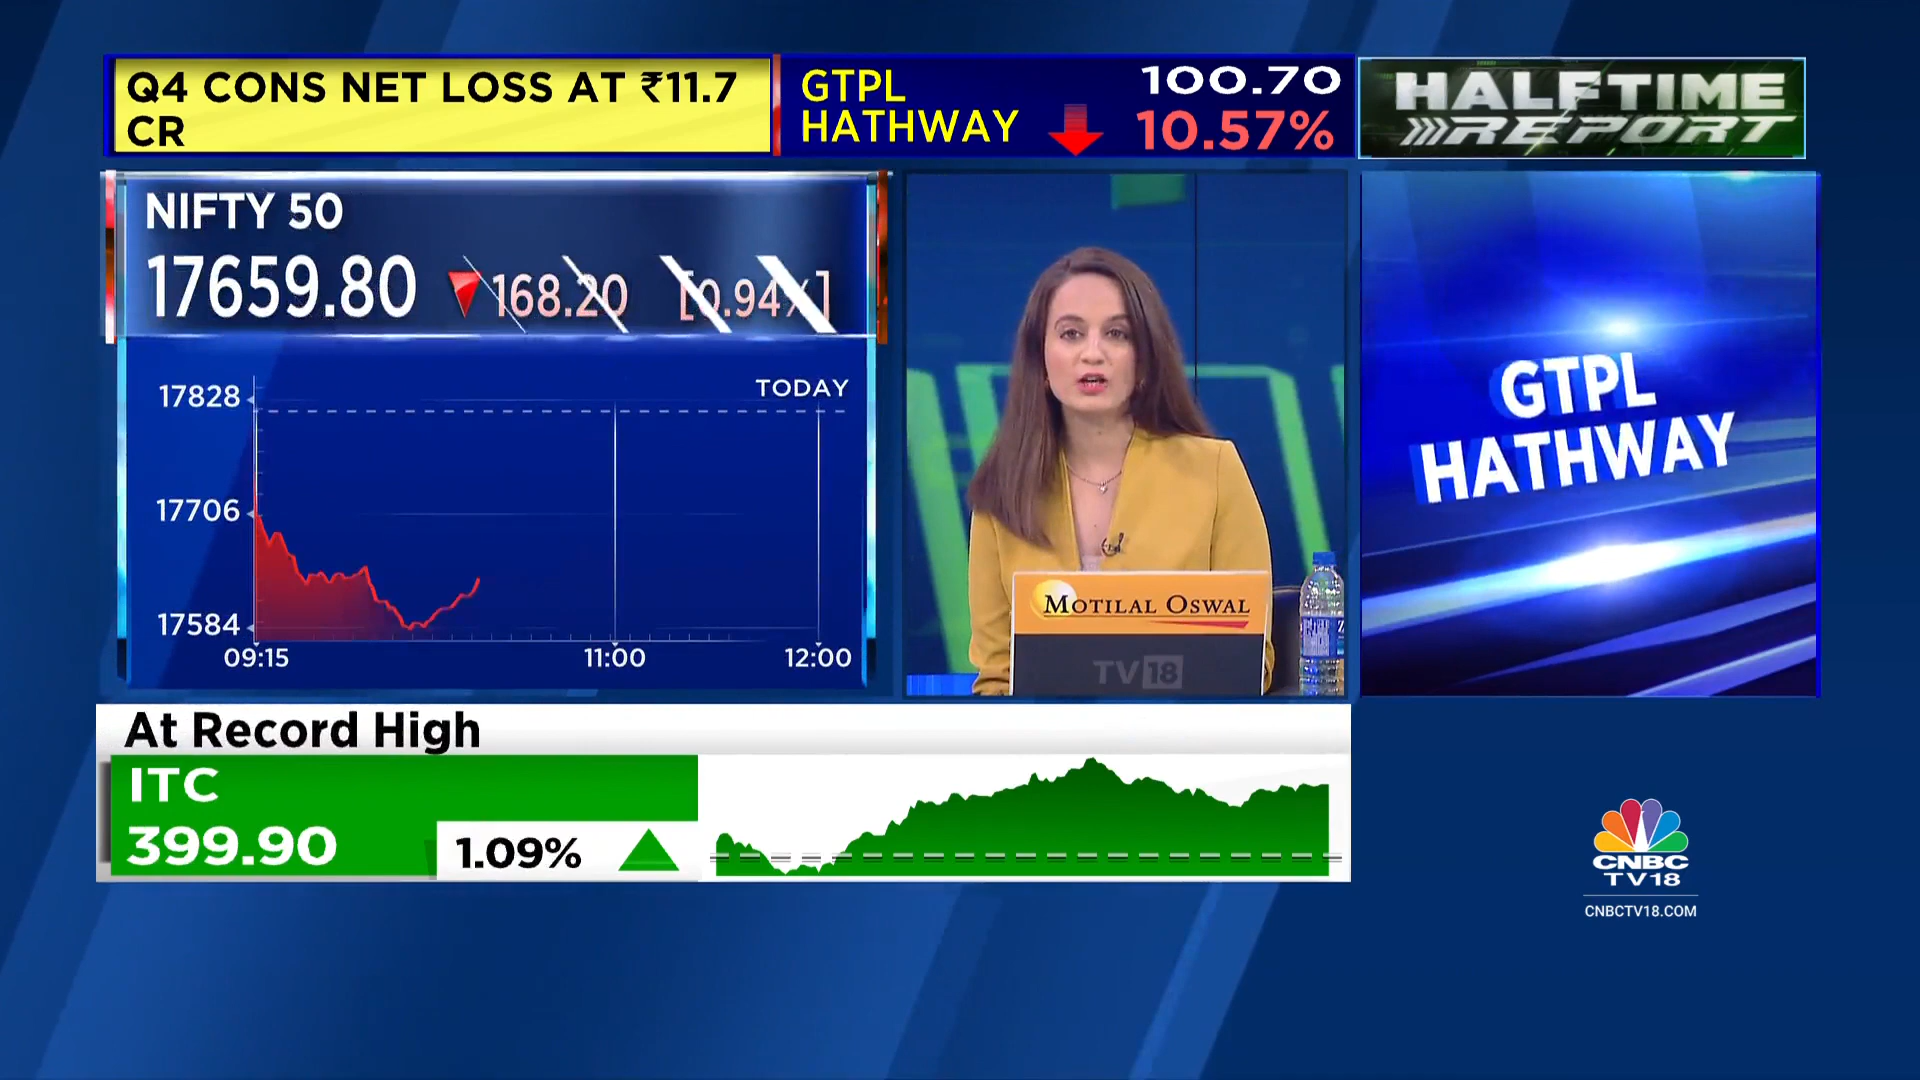 Q4 CONS NET LOSS AT ₹11.7
CR
GTPL
HATHWAY
100.70
10.57%
HALFTIME
REPORT
NIFTY 50
17659.80
168.20
[0.94%]
TODAY
17828
17706
17584
09:15
11:00
12:00
MOTILAL OSWAL
TV18
GTPL
HATHWAY
At Record High
ITC
399.90
1.09%
CNBC
TV18
CNBCTV18.COM